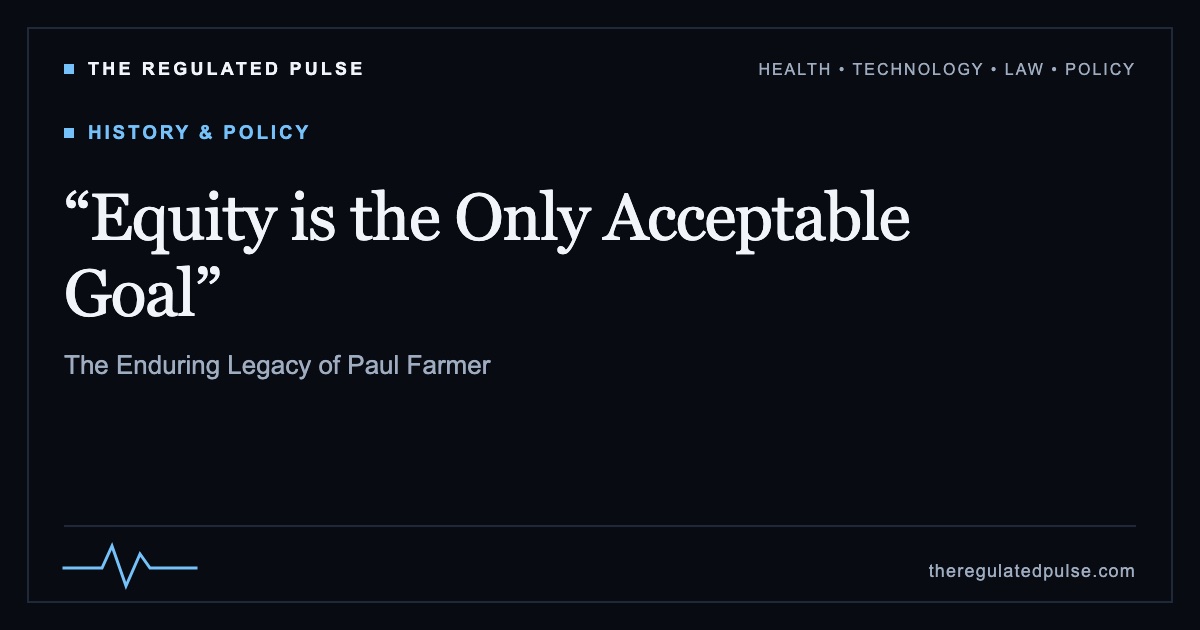 THE REGULATED PULSE
HEALTH • TECHNOLOGY • LAW • POLICY
HISTORY & POLICY
“Equity is the Only Acceptable
Goal”
The Enduring Legacy of Paul Farmer
theregulatedpulse.com